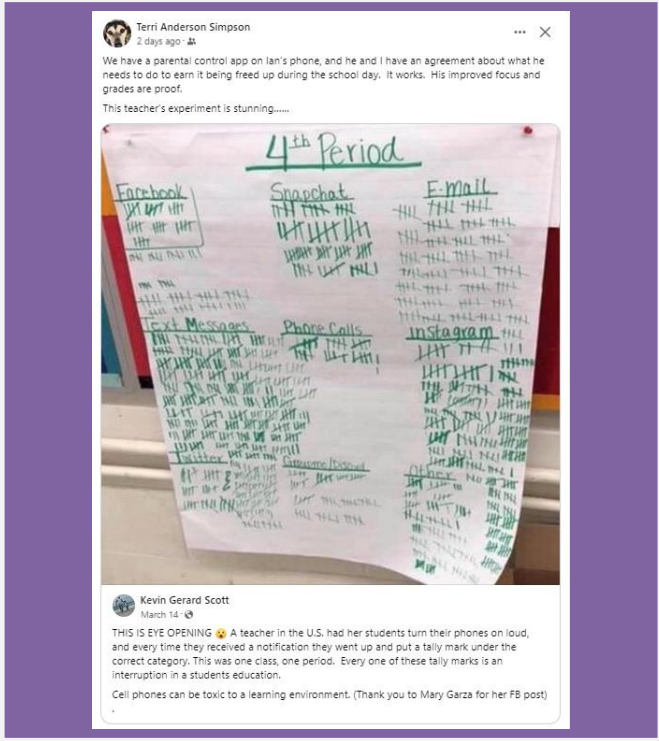 Terri Anderson Simpson
2 days ago ·
We have a parental control app on Ian's phone, and he and I have an agreement about what he
needs to do to earn it being freed up during the school day.  It works.  His improved focus and
grades are proof.
This teacher's experiment is stunning......
4th Period
Facebook
Snapchat
E-mail
Text Messages
Phone Calls
Instagram
Twitter
Groupme/Discord
Other
Kevin Gerard Scott
March 14 ·
THIS IS EYE OPENING 😮 A teacher in the U.S. had her students turn their phones on loud,
and every time they received a notification they went up and put a tally mark under the
correct category. This was one class, one period.  Every one of these tally marks is an
interruption in a students education.
Cell phones can be toxic to a learning environment. (Thank you to Mary Garza for her FB post)
.